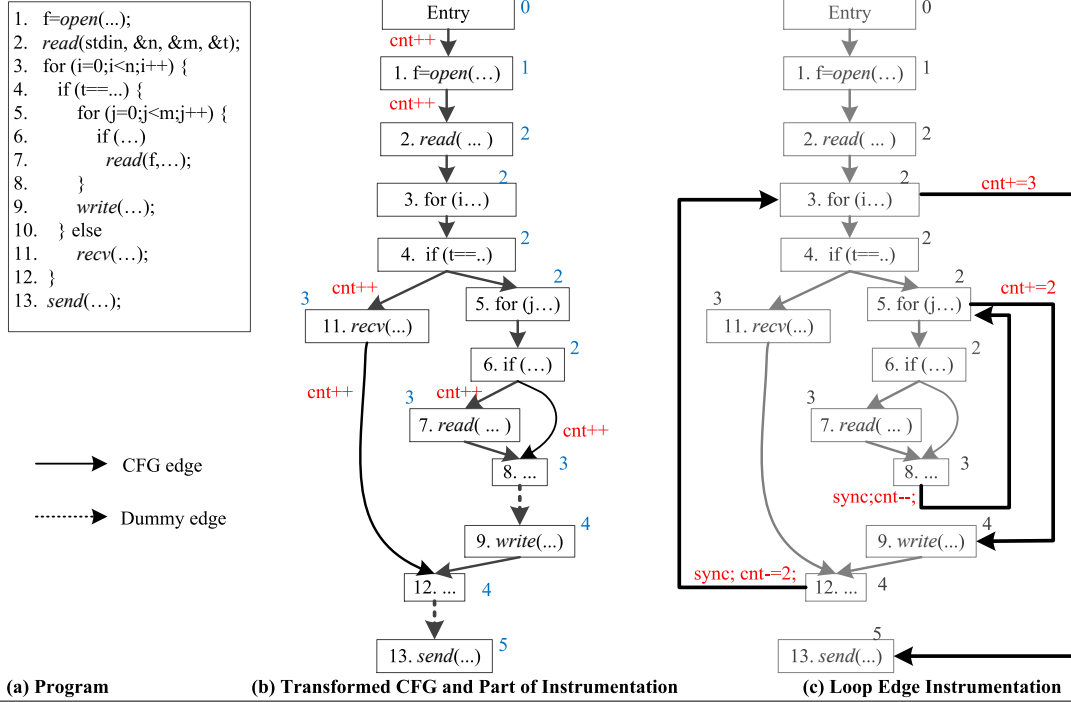 1. f=open(...);
2. read(stdin, &n, &m, &t);
3. for (i=0;i<n;i++) {
4. if (t==...) {
5. for (j=0;j<m;j++) {
6. if (…)
7. read(f,…);
8. }
9. write(…);
10. } else
11. recv(…);
12. }
13. send(…);
CFG edge
Dummy edge
(a) Program
Entry
0
cnt++
1. f=open(…)
1
cnt++
2. read( ... )
2
2
3. for (i…)
4. if (t==..)
2
cnt++
3
11. recv(...)
2
5. for (j…)
6. if (…)
2
cnt++
cnt++
3
7. read( ... )
cnt++
8. ...
3
4
9. write(...)
12. ...
4
5
13. send(...)
(b) Transformed CFG and Part of Instrumentation
Entry
0
1. f=open(…)
1
2. read( ... )
2
2
3. for (i…)
cnt+=3
4. if (t==..)
2
3
11. recv(...)
2
5. for (j…)
cnt+=2
6. if (…)
2
3
7. read( ... )
8. ...
3
sync;cnt--;
4
9. write(...)
sync; cnt-=2;
12. ...
4
5
13. send(...)
(c) Loop Edge Instrumentation